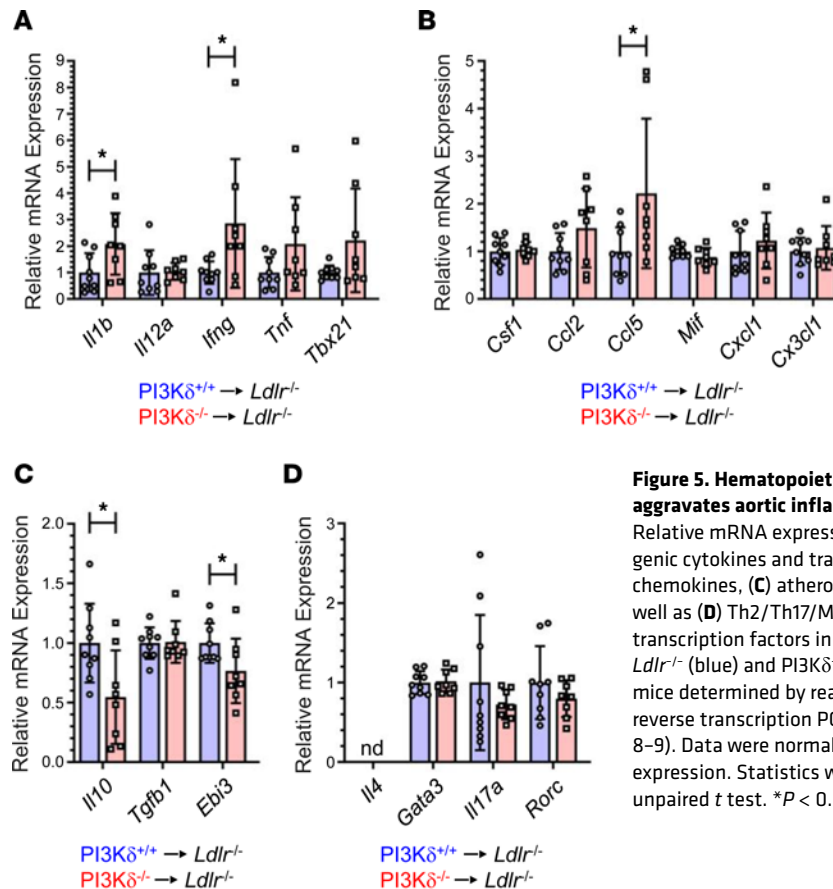 A
Relative mRNA Expression
9
8
7
6
5
4
3
2
1
0
*
*
Il1b
Il12a
Ifng
Tnf
Tbx21
PI3Kδ+/+ → Ldlr-/-
PI3Kδ-/- → Ldlr-/-
B
Relative mRNA Expression
5
4
3
2
1
0
*
Csf1
Ccl2
Ccl5
Mif
Cxcl1
Cx3cl1
PI3Kδ+/+ → Ldlr-/-
PI3Kδ-/- → Ldlr-/-
C
Relative mRNA Expression
2.0
1.5
1.0
0.5
0.0
*
*
Il10
Tgfb1
Ebi3
PI3Kδ+/+ → Ldlr-/-
PI3Kδ-/- → Ldlr-/-
D
Relative mRNA Expression
3
2
1
0
nd
Il4
Gata3
Il17a
Rorc
PI3Kδ+/+ → Ldlr-/-
PI3Kδ-/- → Ldlr-/-
Figure 5. Hematopoiet
aggravates aortic infla
Relative mRNA express
genic cytokines and tra
chemokines, (C) athero
well as (D) Th2/Th17/M
transcription factors in
Ldlr-/- (blue) and PI3Kδ
mice determined by rea
reverse transcription PC
8–9). Data were normal
expression. Statistics w
unpaired t test. *P < 0.